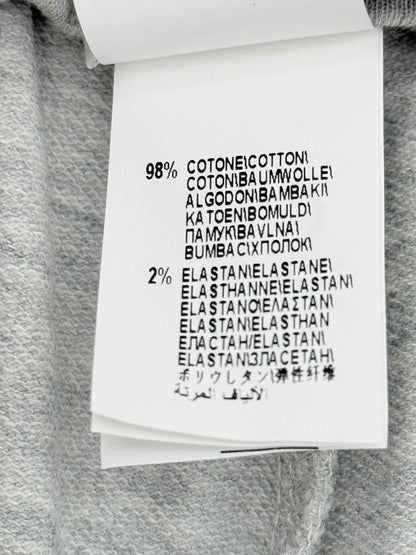 98% COTONE\COTTON\
COTON\BAUMWOLLE\
ALGODON\BAMBAKI\
KATOEN\BOMULD\
ПАМУК\BAVLNA\
BUMBAC\ХЛОПОК\
2% ELASTAN\ELASTANE\
ELASTHANNE\ELASTAN\
ELASTANO\ΕΛΑΣΤΑΝ\
ELASTAN\ELASTHAN
ЕЛАСТАН/ELASTAN\
ELASTAN\ЭЛАСЕТАН\
ポリウレタン\弹性纤维
الألياف المرنة